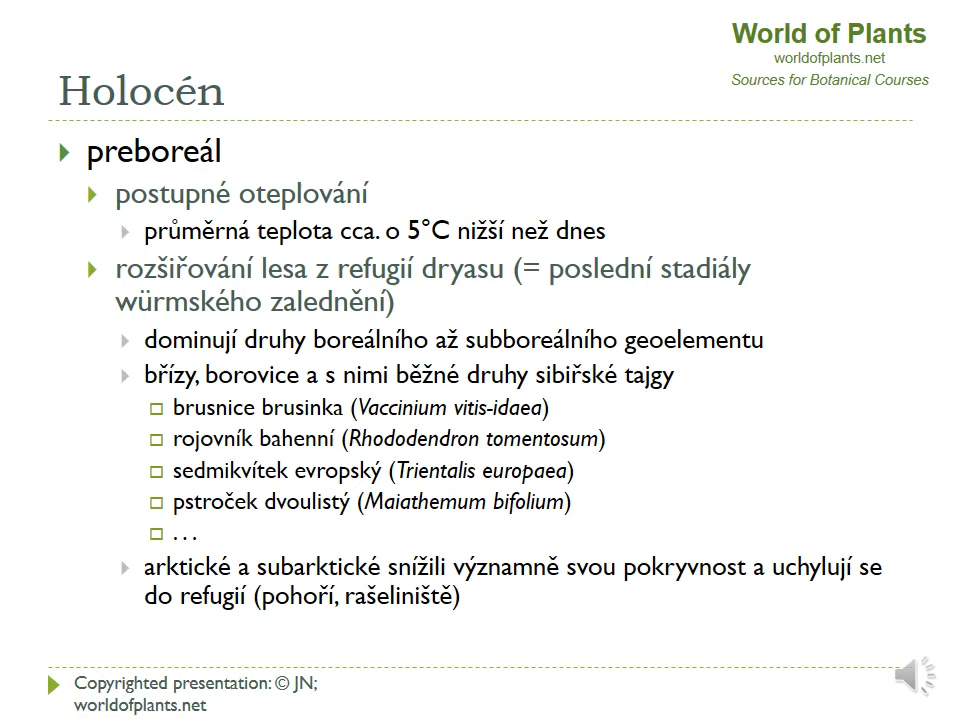 World of Plants
worldofplants.net
Sources for Botanical Courses
Holocén
preboreál
postupné oteplování
průměrná teplota cca. o 5°C nižší než dnes
rozšiřování lesa z refugií dryasu (= poslední stadiály
würmského zalednění)
dominují druhy boreálního až subboreálního geoelementu
břízy, borovice a s nimi běžné druhy sibiřské tajgy
brusnice brusinka (Vaccinium vitis-idaea)
rojovník bahenní (Rhododendron tomentosum)
sedmikvítek evropský (Trientalis europaea)
pstroček dvoulistý (Maiathemum bifolium)
…
arktické a subarktické snížili významně svou pokryvnost a uchylují se
do refugií (pohoří, rašeliniště)
Copyrighted presentation: © JN;
worldofplants.net